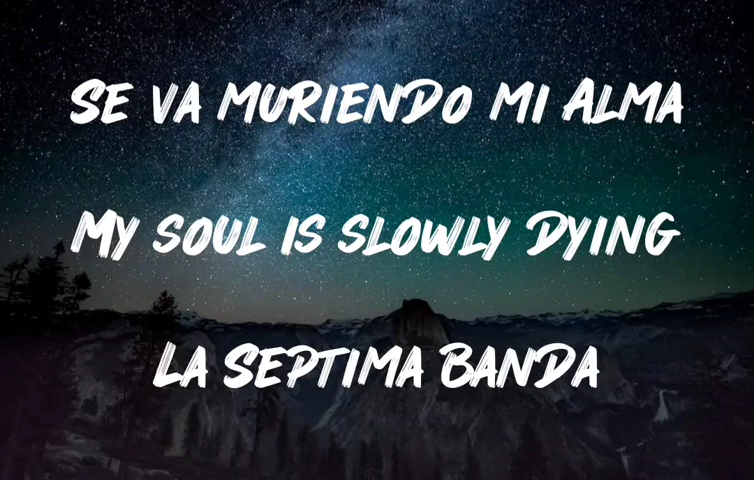 SE VA MURIENDO MI ALMA
MY SOUL IS SLOWLY DYING
LA SEPTIMA BANDA